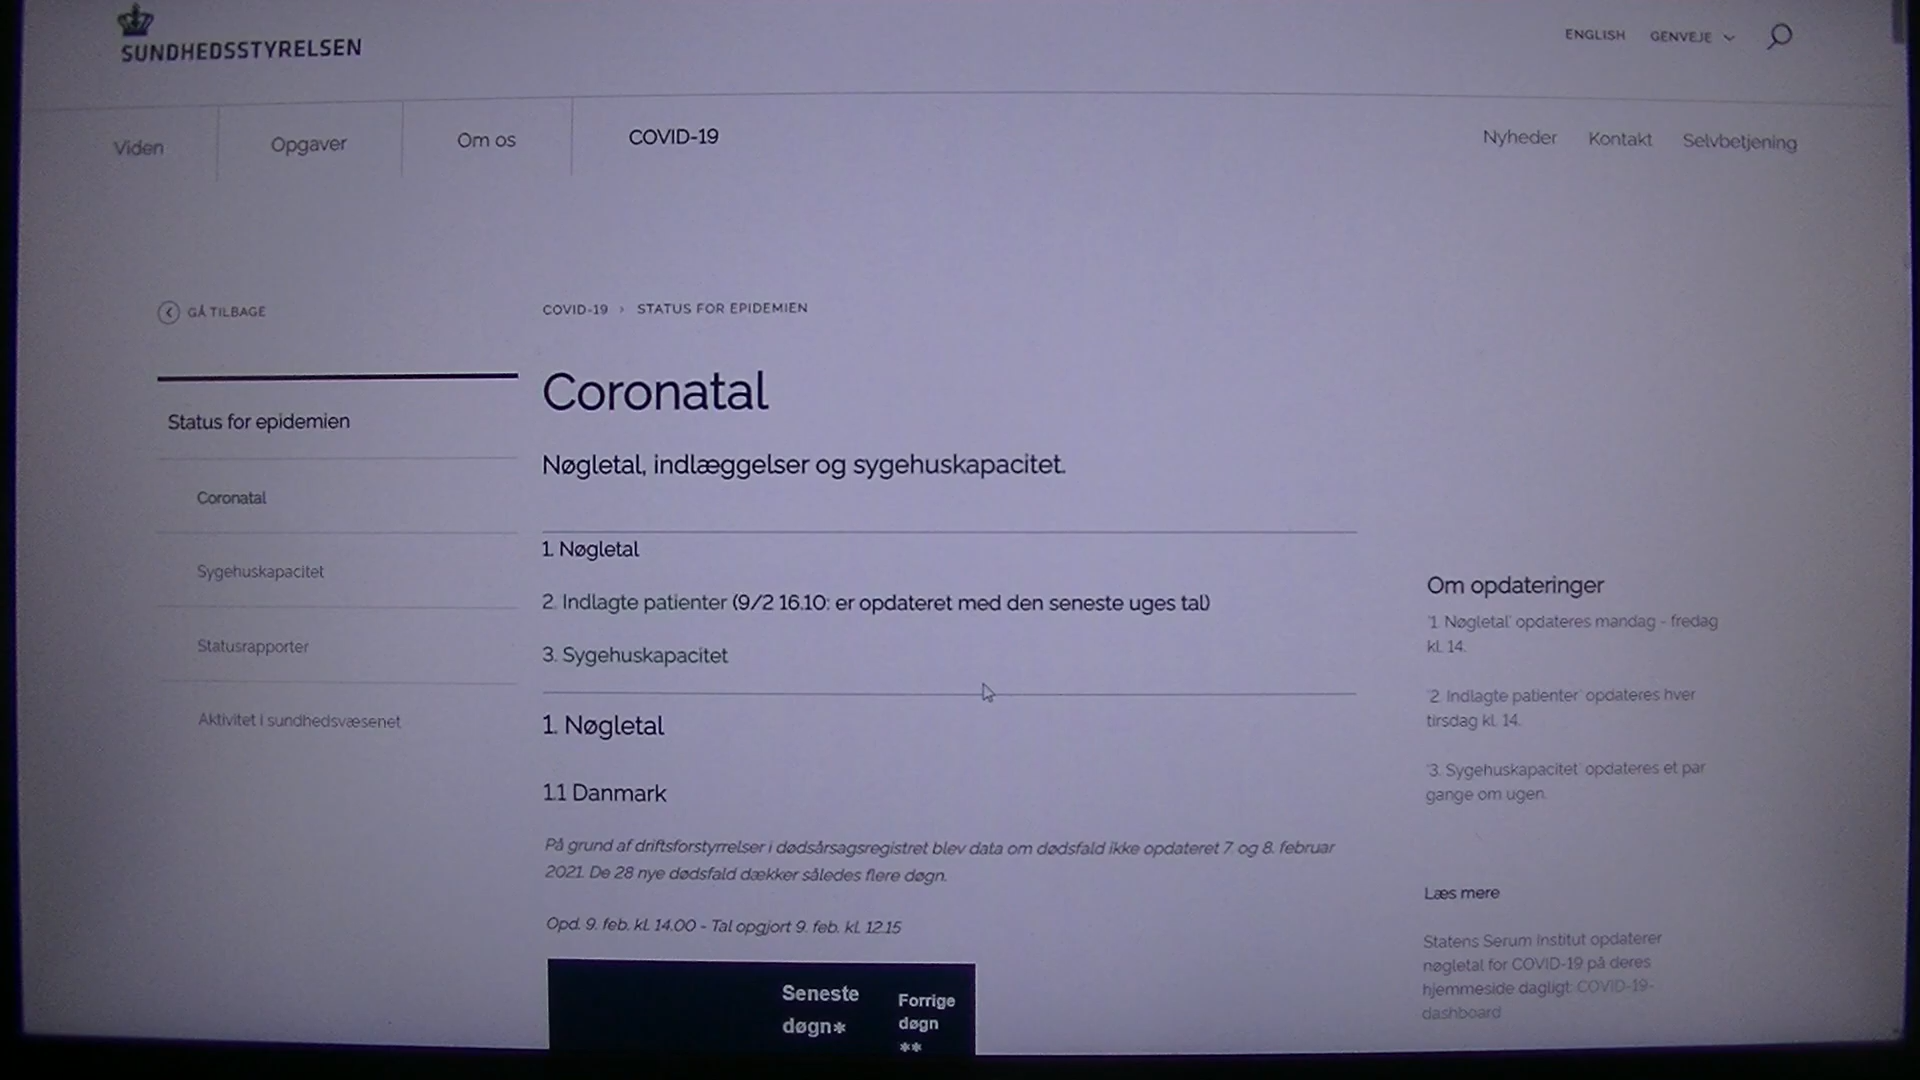 SUNDHEDSSTYRELSEN
ENGLISH GENVEJE
Viden Opgaver Om os COVID-19 Nyheder Kontakt Selvbetjening
GÅ TILBAGE
COVID-19 › STATUS FOR EPIDEMIEN
Status for epidemien
Coronatal
Sygehuskapacitet
Statusrapporter
Aktivitet i sundhedsvæsenet
Coronatal
Nøgletal, indlæggelser og sygehuskapacitet.
1. Nøgletal
2. Indlagte patienter (9/2 16.10: er opdateret med den seneste uges tal)
3. Sygehuskapacitet
1. Nøgletal
1.1 Danmark
På grund af driftsforstyrrelser i dødsårsagsregistret blev data om dødsfald ikke opdateret 7. og 8. februar
2021. De 28 nye dødsfald dækker således flere døgn.
Opd. 9. feb. kl. 14.00 - Tal opgjort 9. feb. kl. 12.15
Seneste
døgn*
Forrige
døgn
**
Om opdateringer
'1. Nøgletal' opdateres mandag - fredag
kl. 14.
'2. Indlagte patienter' opdateres hver
tirsdag kl. 14.
'3. Sygehuskapacitet' opdateres et par
gange om ugen.
Læs mere
Statens Serum Institut opdaterer
nøgletal for COVID-19 på deres
hjemmeside dagligt: COVID-19-
dashboard